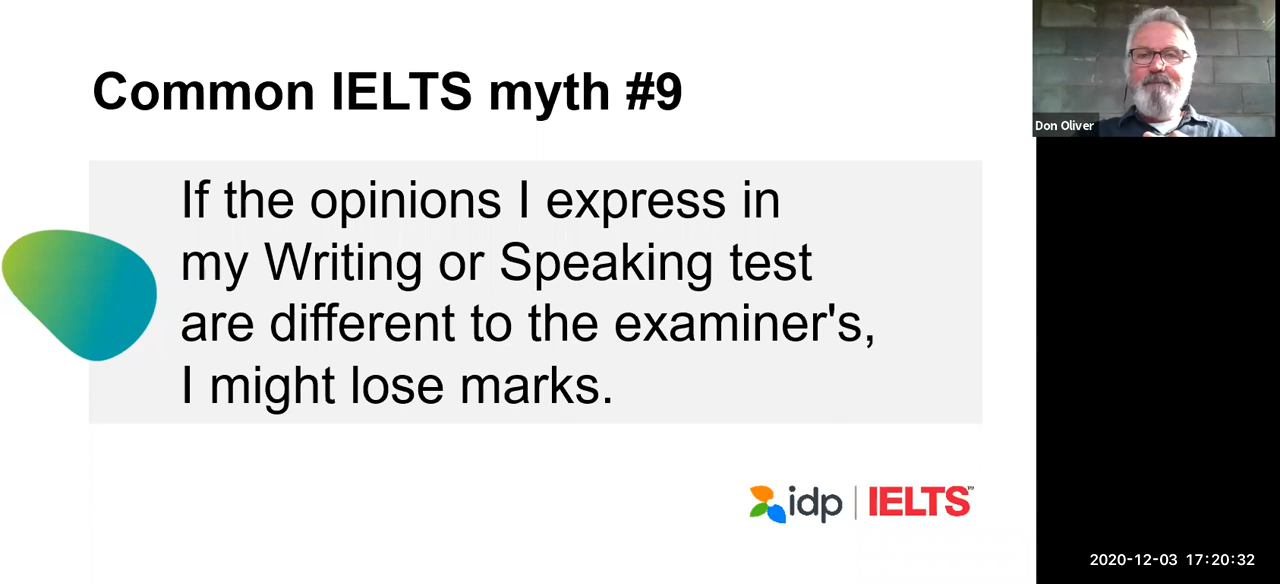 Common IELTS myth #9
If the opinions I express in
my Writing or Speaking test
are different to the examiner's,
I might lose marks.
idp | IELTS™
Don Oliver
2020-12-03 17:20:32